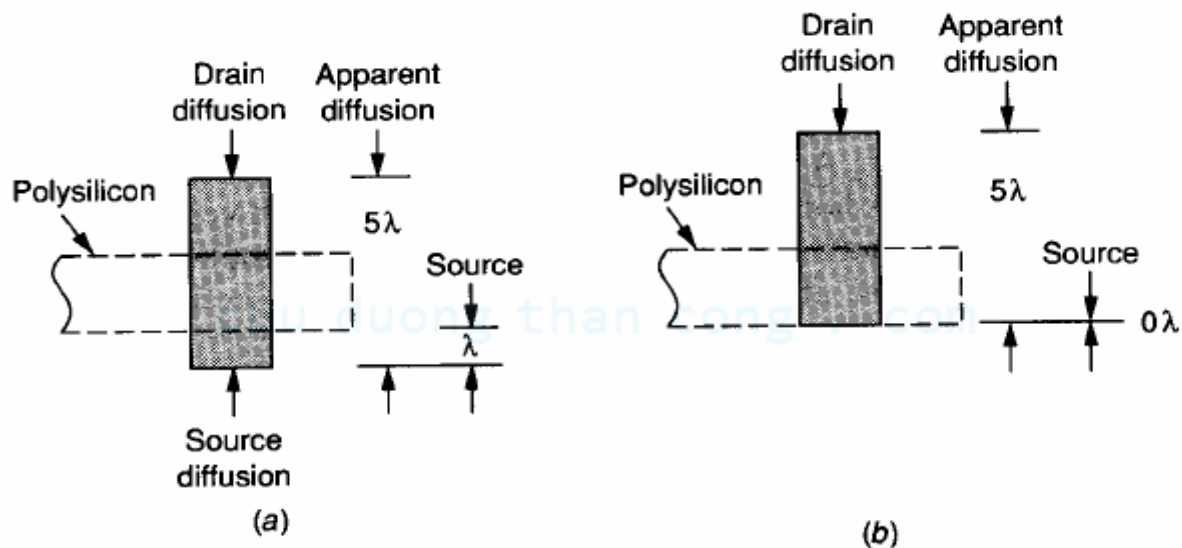 Drain
diffusion
Apparent
diffusion
Polysilicon
5λ
Source
λ
Source
diffusion
(a)
Drain
diffusion
Apparent
diffusion
Polysilicon
5λ
Source
0λ
(b)